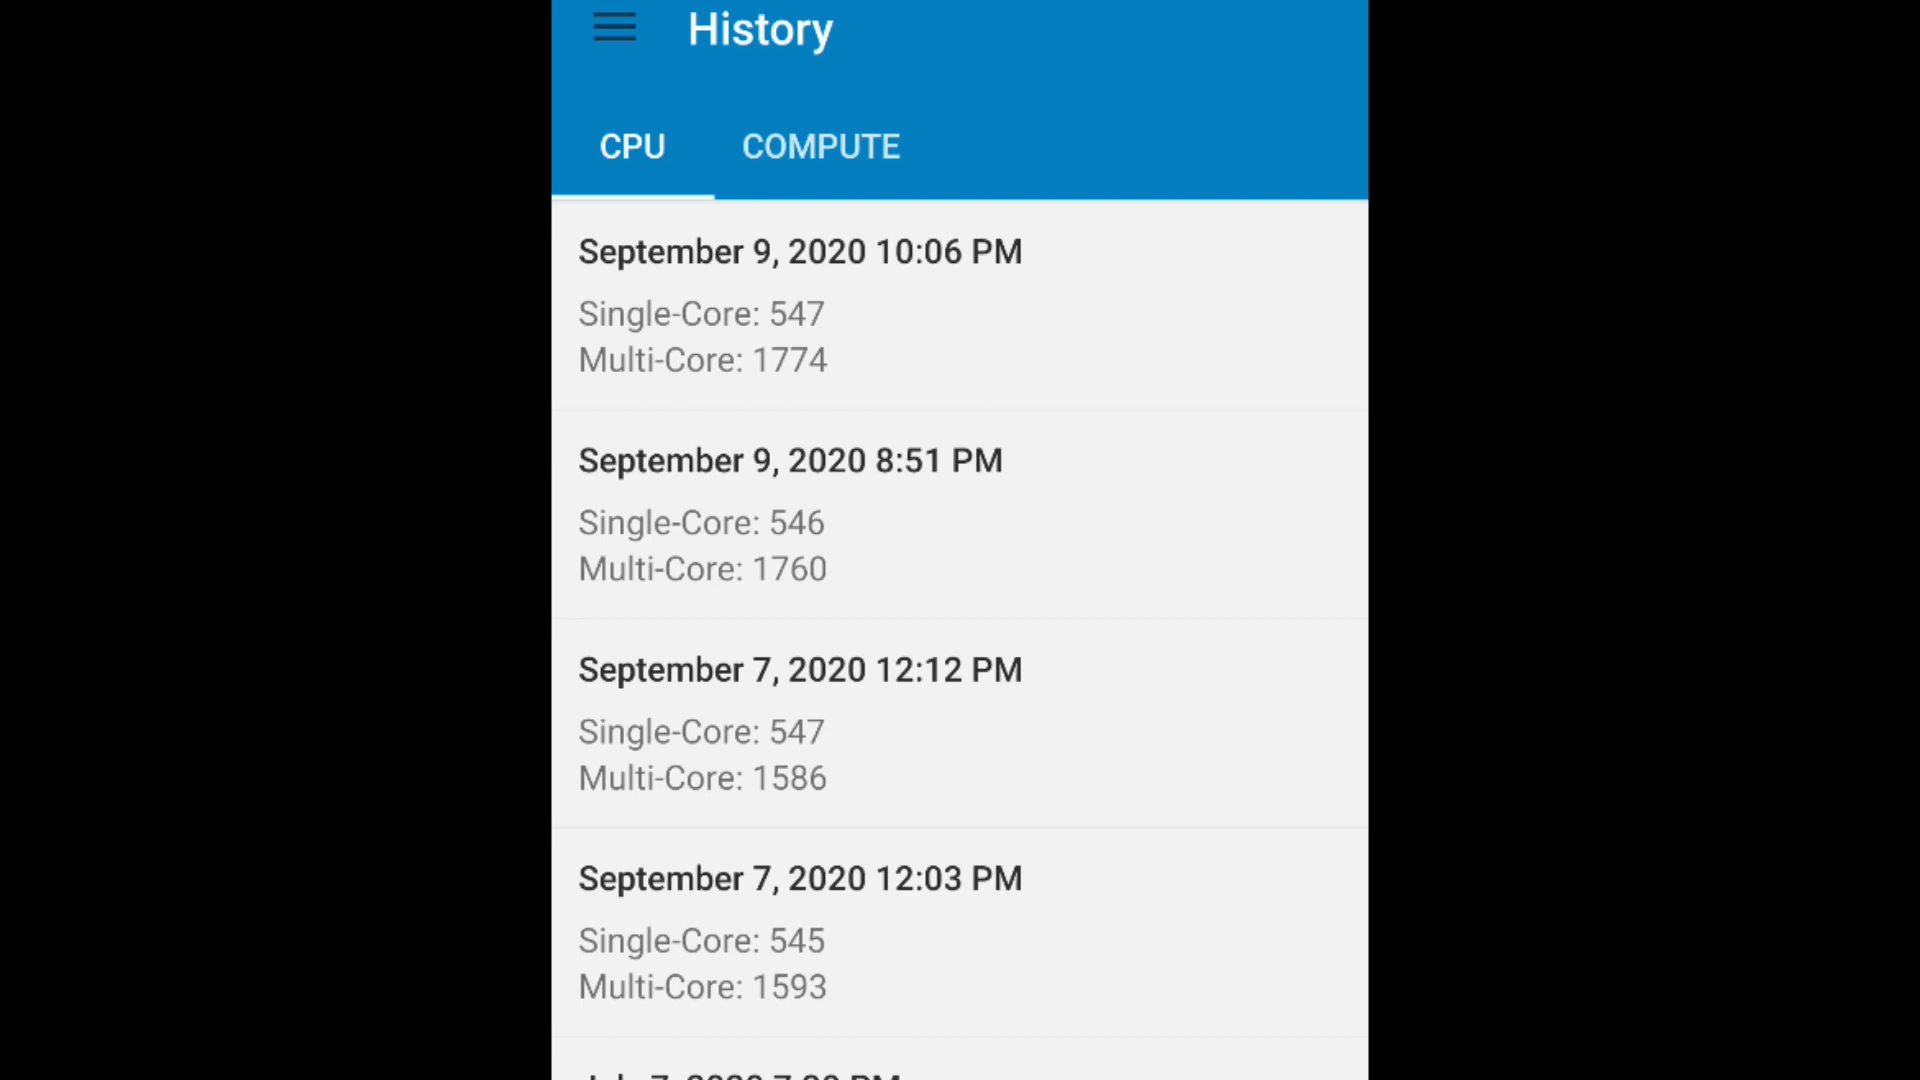 History
CPU COMPUTE
September 9, 2020 10:06 PM
Single-Core: 547
Multi-Core: 1774
September 9, 2020 8:51 PM
Single-Core: 546
Multi-Core: 1760
September 7, 2020 12:12 PM
Single-Core: 547
Multi-Core: 1586
September 7, 2020 12:03 PM
Single-Core: 545
Multi-Core: 1593